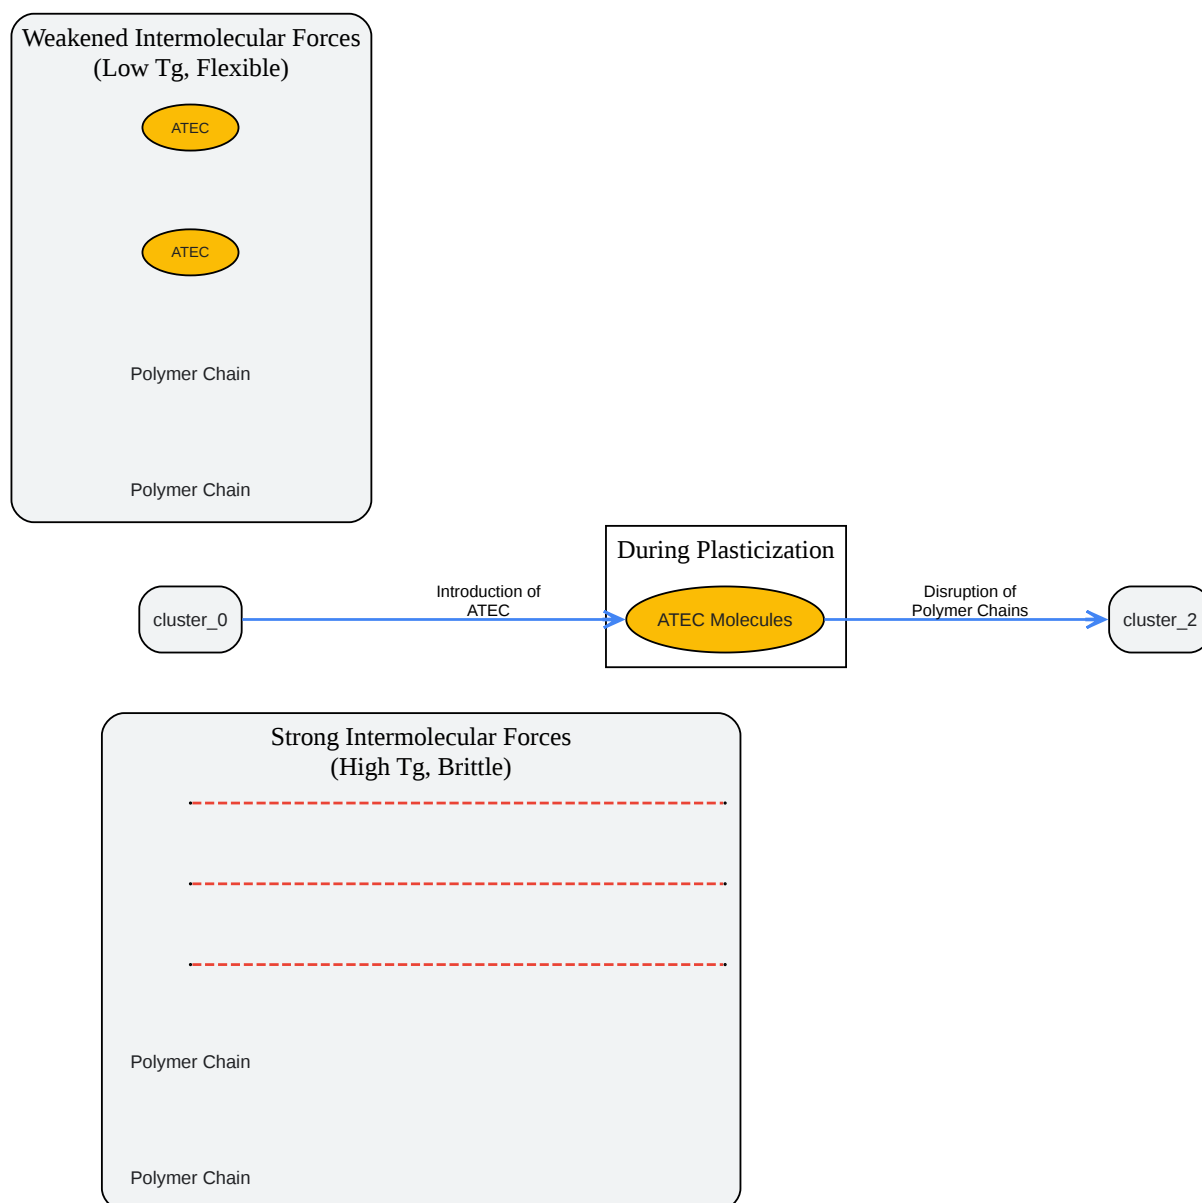 Weakened Intermolecular Forces
(Low Tg, Flexible)
ATEC
ATEC
Polymer Chain
Polymer Chain
During Plasticization
cluster_0
Introduction of
ATEC
ATEC Molecules
Disruption of
Polymer Chains
cluster_2
Strong Intermolecular Forces
(High Tg, Brittle)
Polymer Chain
Polymer Chain